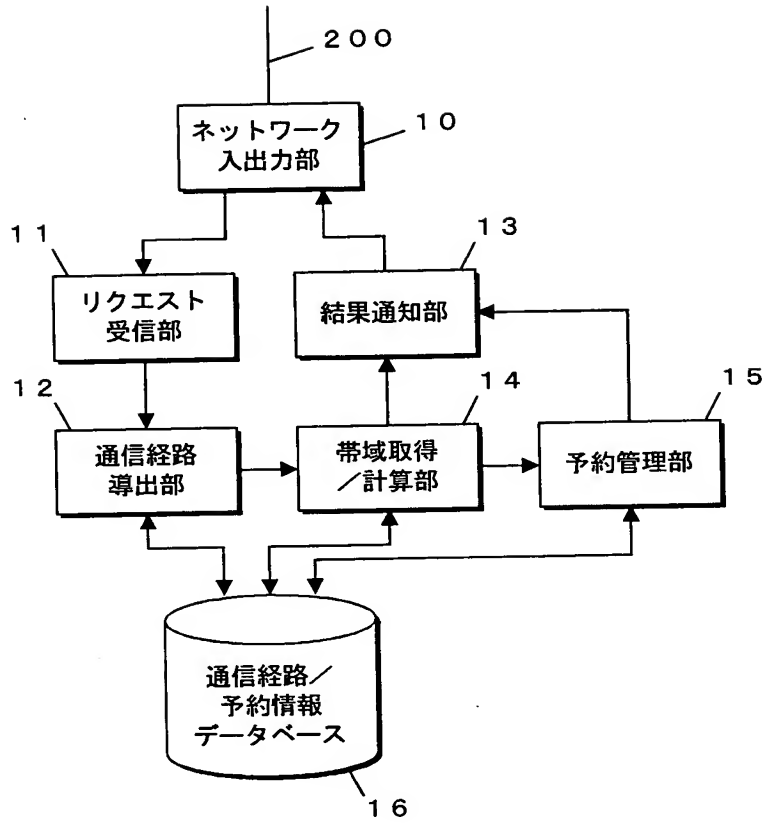 ２００
ネットワーク
入出力部
１０
１１
リクエスト
受信部
１３
結果通知部
１２
通信経路
導出部
１４
帯域取得
／計算部
１５
予約管理部
通信経路／
予約情報
データベース
１６